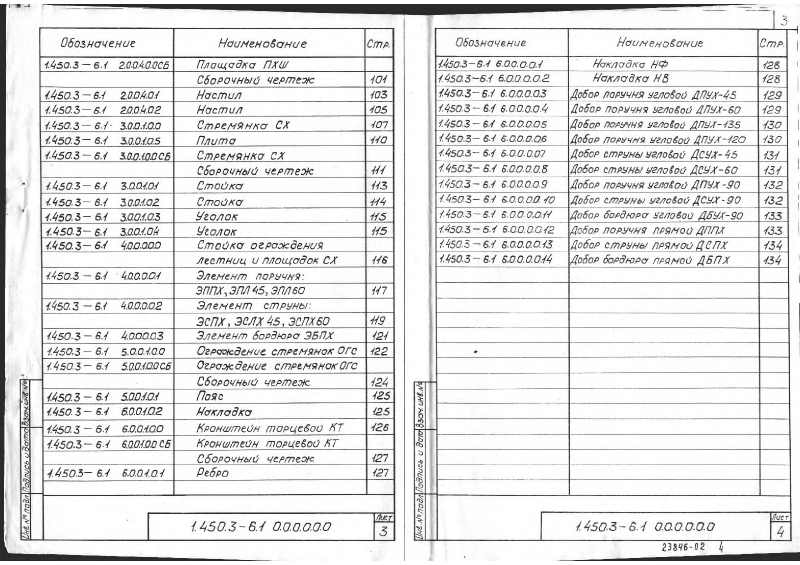 Обозначение Наименование Стр.
1.450.3-6.1 2.0.0.4.0.0СБ Площадка ПХШ
Сборочный чертеж 101
1.450.3-6.1 2.0.0.4.0.1 Настил 103
1.450.3-6.1 2.0.0.4.0.2 Настил 105
1.450.3-6.1 3.0.0.1.0.0 Стремянка СХ 107
1.450.3-6.1 3.0.0.1.0.5 Плита 110
1.450.3-6.1 3.0.0.1.0.0СБ Стремянка СХ
Сборочный чертеж 111
1.450.3-6.1 3.0.0.1.0.1 Стойка 113
1.450.3-6.1 3.0.0.1.0.2 Стойка 114
1.450.3-6.1 3.0.0.1.0.3 Уголок 115
1.450.3-6.1 3.0.0.1.0.4 Уголок 115
1.450.3-6.1 4.0.0.0.0.0 Стойка ограждения
лестниц и площадок СХ 116
1.450.3-6.1 4.0.0.0.0.1 Элемент поручня:
ЭППХ, ЭПЛ 45, ЭПЛ60 117
1.450.3-6.1 4.0.0.0.0.2 Элемент струны:
ЭСПХ, ЭСЛХ 45, ЭСЛХ60 119
1.450.3-6.1 4.0.0.0.0.3 Элемент бордюра ЭБПХ 121
1.450.3-6.1 5.0.0.1.0.0 Ограждение стремянок ОГС 122
1.450.3-6.1 5.0.0.1.0.0СБ Ограждение стремянок ОГС
Сборочный чертеж 124
1.450.3-6.1 5.0.0.1.0.1 Пояс 125
1.450.3-6.1 6.0.0.1.0.2 Накладка 125
1.450.3-6.1 6.0.0.1.0.0 Кронштейн торцевой КТ 126
1.450.3-6.1 6.0.0.1.0.0 СБ Кронштейн торцевой КТ
Сборочный чертеж 127
1.450.3-6.1 6.0.0.1.0.1 Ребро 127
Инв.№ подл. Подпись и дата Взам.инв.№
1.450.3-6.1 0.0.0.0.0.0 Лист
3
3
Обозначение Наименование Стр.
1.450.3-6.1 6.0.0.0.0.1 Накладка НФ 128
1.450.3-6.1 6.0.0.0.0.2 Накладка НВ 128
1.450.3-6.1 6.0.0.0.0.3 Добор поручня угловой ДПУХ-45 129
1.450.3-6.1 6.0.0.0.0.4 Добор поручня угловой ДПУХ-60 129
1.450.3-6.1 6.0.0.0.0.5 Добор поручня угловой ДПУХ-135 130
1.450.3-6.1 6.0.0.0.0.6 Добор поручня угловой ДПУХ-120 130
1.450.3-6.1 6.0.0.0.0.7 Добор струны угловой ДСУХ-45 131
1.450.3-6.1 6.0.0.0.0.8 Добор струны угловой ДСУХ-60 131
1.450.3-6.1 6.0.0.0.0.9 Добор поручня угловой ДПУХ-90 132
1.450.3-6.1 6.0.0.0.0.10 Добор струны угловой ДСУХ-90 132
1.450.3-6.1 6.0.0.0.0.11 Добор бордюра угловой ДБУХ-90 133
1.450.3-6.1 6.0.0.0.0.12 Добор поручня прямой ДППХ 133
1.450.3-6.1 6.0.0.0.0.13 Добор струны прямой ДСПХ 134
1.450.3-6.1 6.0.0.0.0.14 Добор бордюра прямой ДБПХ 134
Инв.№ подл. Подпись и дата Взам.инв.№
1.450.3-6.1 0.0.0.0.0.0 Лист
4
23846-02 4